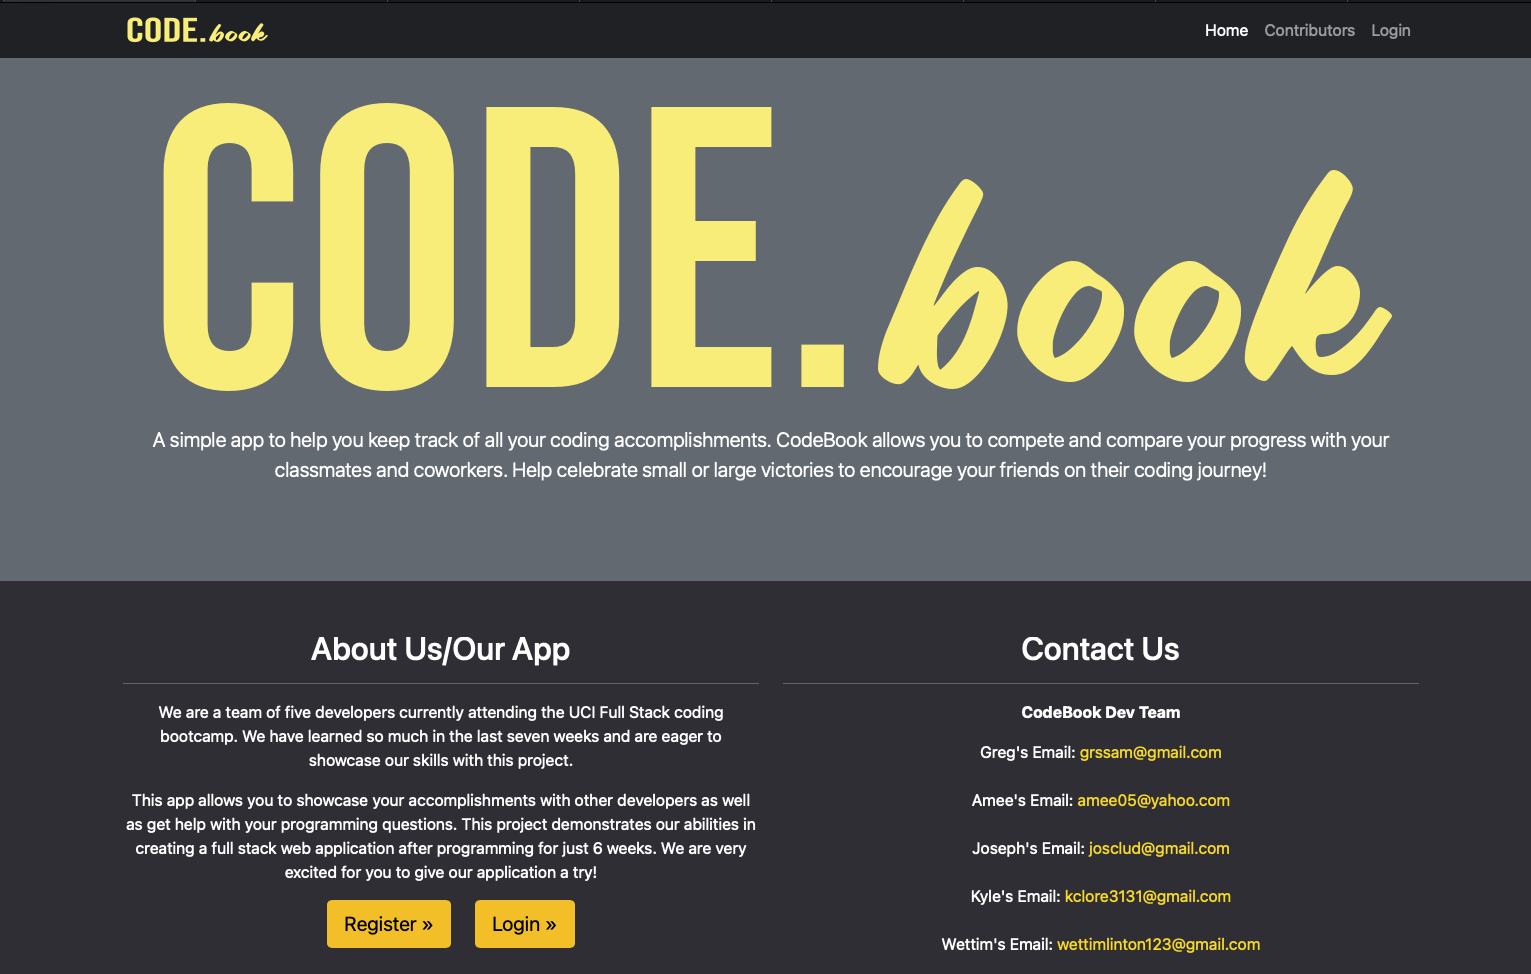 CODE.book
Home Contributors Login
CODE.book
A simple app to help you keep track of all your coding accomplishments. CodeBook allows you to compete and compare your progress with your
classmates and coworkers. Help celebrate small or large victories to encourage your friends on their coding journey!
About Us/Our App
We are a team of five developers currently attending the UCI Full Stack coding
bootcamp. We have learned so much in the last seven weeks and are eager to
showcase our skills with this project.
This app allows you to showcase your accomplishments with other developers as well
as get help with your programming questions. This project demonstrates our abilities in
creating a full stack web application after programming for just 6 weeks. We are very
excited for you to give our application a try!
Register »
Login »
Contact Us
CodeBook Dev Team
Greg's Email: grssam@gmail.com
Amee's Email: amee05@yahoo.com
Joseph's Email: josclud@gmail.com
Kyle's Email: kclore3131@gmail.com
Wettim's Email: wettimlinton123@gmail.com